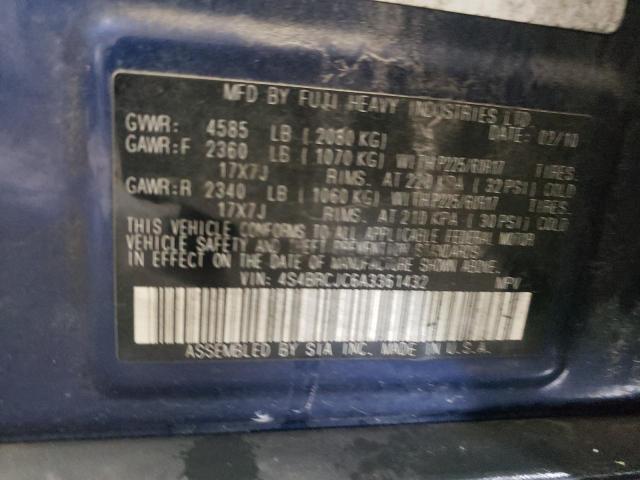 MFD BY FUJI HEAVY INDUSTRIES LTD.
GVWR: 4585 LB ( 2080 KG) DATE: 02/10
GAWR:F 2360 LB ( 1070 KG) WITH P225/60R17 TIRES.
17X7J RIMS. AT 220 KPA ( 32 PSI) COLD
GAWR:R 2340 LB ( 1060 KG) WITH P225/60R17 TIRES.
17X7J RIMS. AT 210 KPA ( 30 PSI) COLD
THIS VEHICLE CONFORMS TO ALL APPLICABLE FEDERAL MOTOR
VEHICLE SAFETY AND THEFT PREVENTION STANDARDS
IN EFFECT ON THE DATE OF MANUFACTURE SHOWN ABOVE.
VIN: 4S4BRCJC6A3361432 MPV
ASSEMBLED BY SIA INC. MADE IN U.S.A.